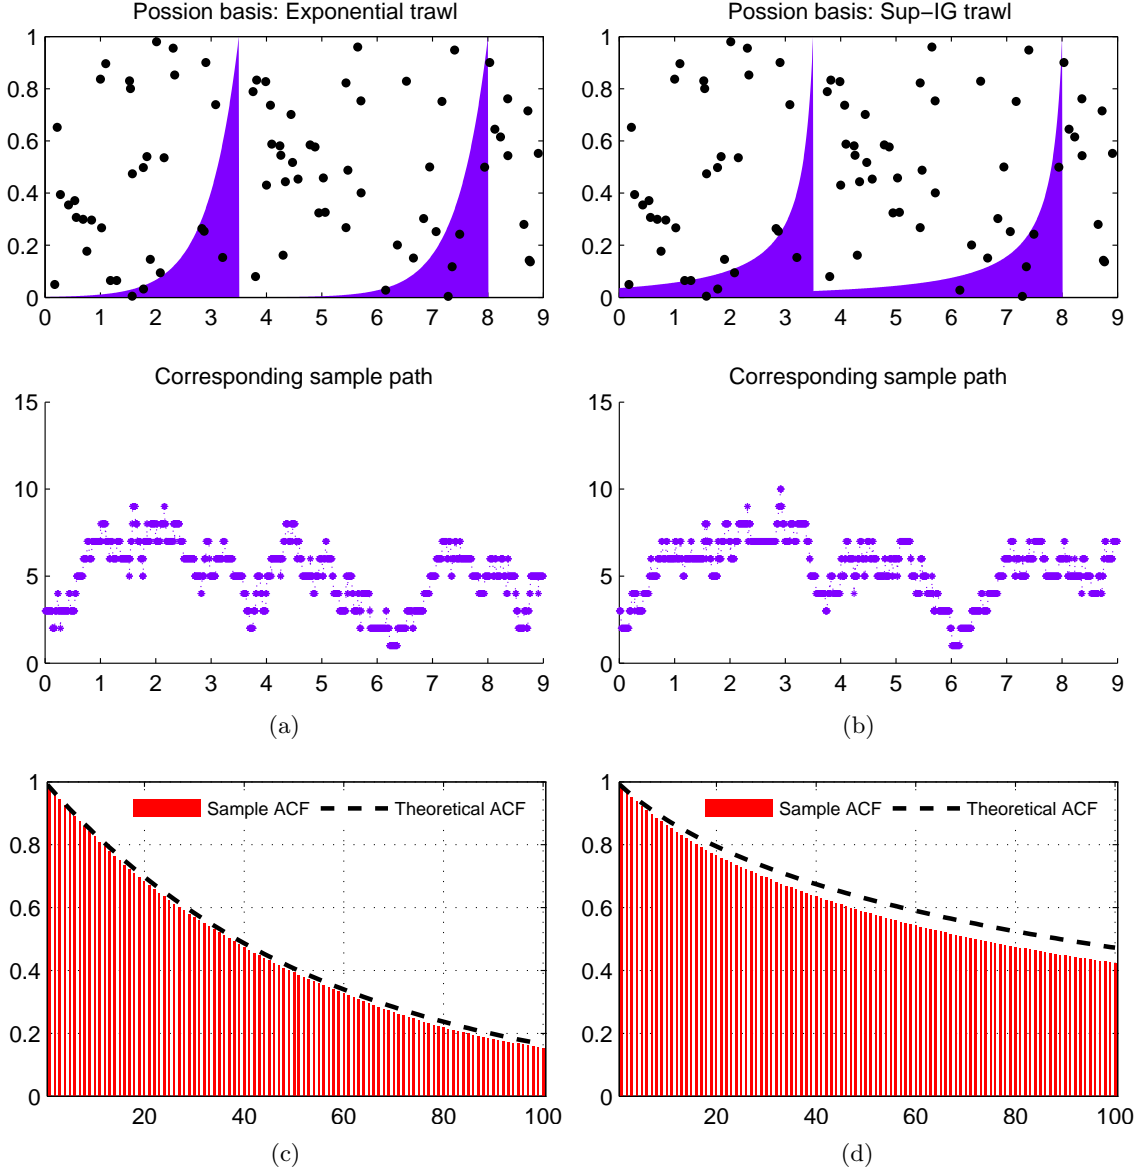 Possion basis: Exponential trawl
Possion basis: Sup−IG trawl
1
0.8
0.6
0.4
0.2
0
0 1 2 3 4 5 6 7 8 9
1
0.8
0.6
0.4
0.2
0
0 1 2 3 4 5 6 7 8 9
Corresponding sample path
Corresponding sample path
15
10
5
0
0 1 2 3 4 5 6 7 8 9
15
10
5
0
0 1 2 3 4 5 6 7 8 9
(a)
(b)
1
0.8
0.6
0.4
0.2
0
20 40 60 80 100
Sample ACF Theoretical ACF
1
0.8
0.6
0.4
0.2
0
20 40 60 80 100
Sample ACF Theoretical ACF
(c)
(d)